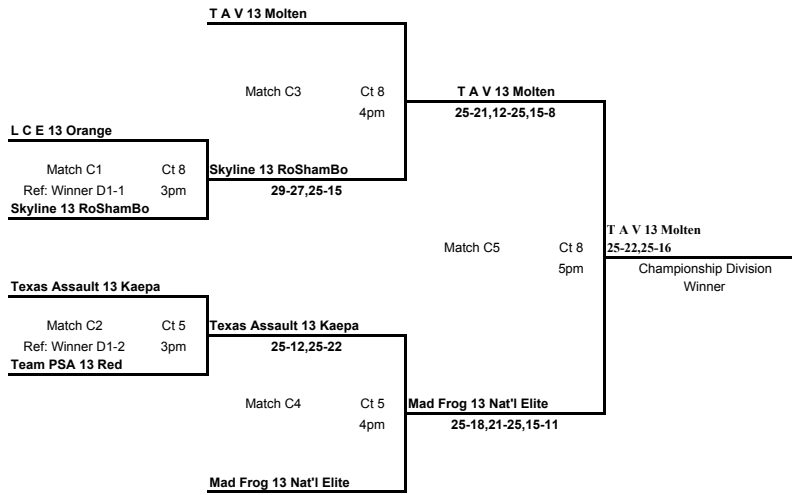 T A V 13 Molten
Match C3 Ct 8 T A V 13 Molten
4pm 25-21,12-25,15-8
L C E 13 Orange
Match C1 Ct 8 Skyline 13 RoShamBo
Ref: Winner D1-1 3pm 29-27,25-15
Skyline 13 RoShamBo
T A V 13 Molten
Match C5 Ct 8 25-22,25-16
5pm Championship Division
Winner
Texas Assault 13 Kaepa
Match C2 Ct 5 Texas Assault 13 Kaepa
Ref: Winner D1-2 3pm 25-12,25-22
Team PSA 13 Red
Match C4 Ct 5 Mad Frog 13 Nat'l Elite
4pm 25-18,21-25,15-11
Mad Frog 13 Nat'l Elite